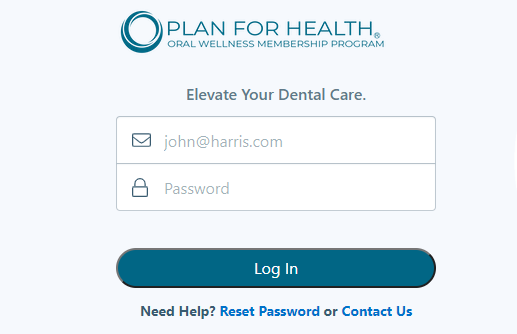 PLAN FOR HEALTH®
ORAL WELLNESS MEMBERSHIP PROGRAM
Elevate Your Dental Care.
john@harris.com
Password
Log In
Need Help? Reset Password or Contact Us